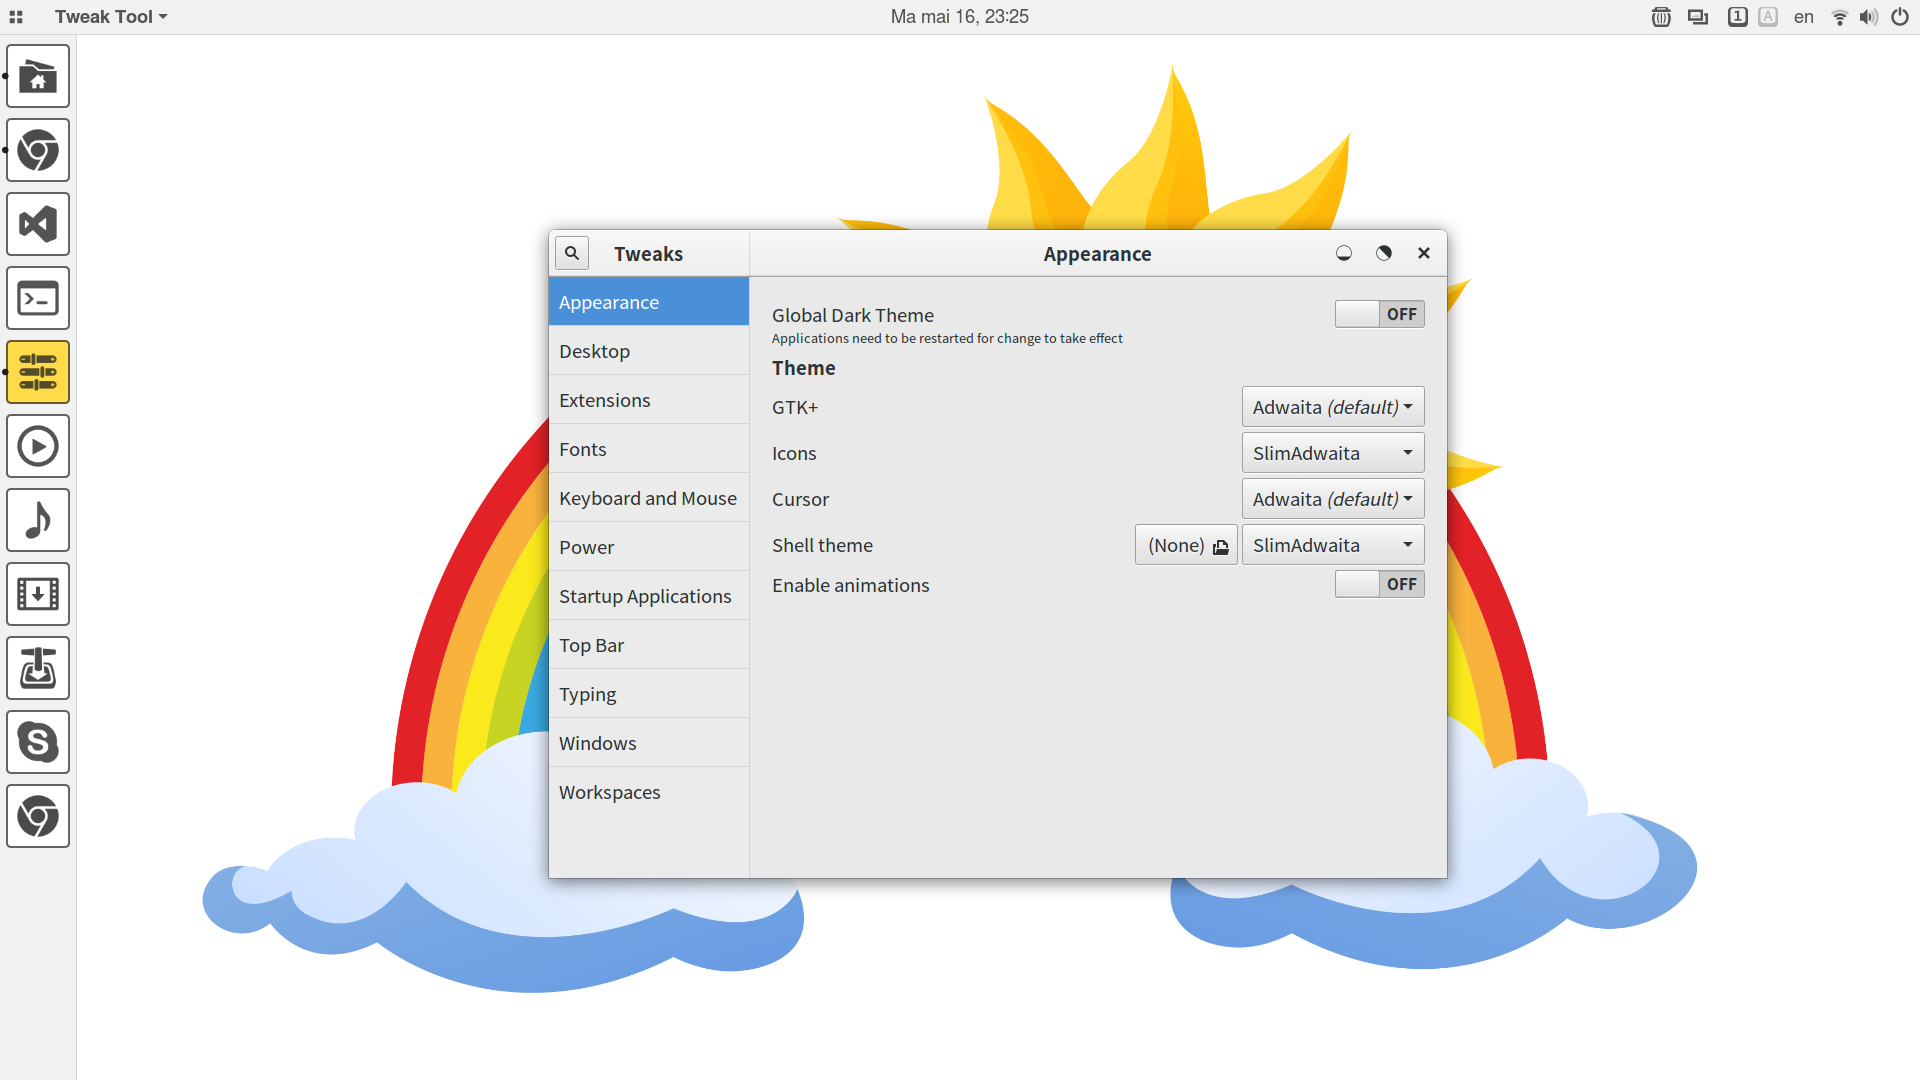 Tweak Tool
Ma mai 16, 23:25
1
A
en
Tweaks
Appearance
Appearance
Desktop
Extensions
Fonts
Keyboard and Mouse
Power
Startup Applications
Top Bar
Typing
Windows
Workspaces
Global Dark Theme OFF
Applications need to be restarted for change to take effect
Theme
GTK+ Adwaita (default)
Icons SlimAdwaita
Cursor Adwaita (default)
Shell theme (None) SlimAdwaita
Enable animations OFF